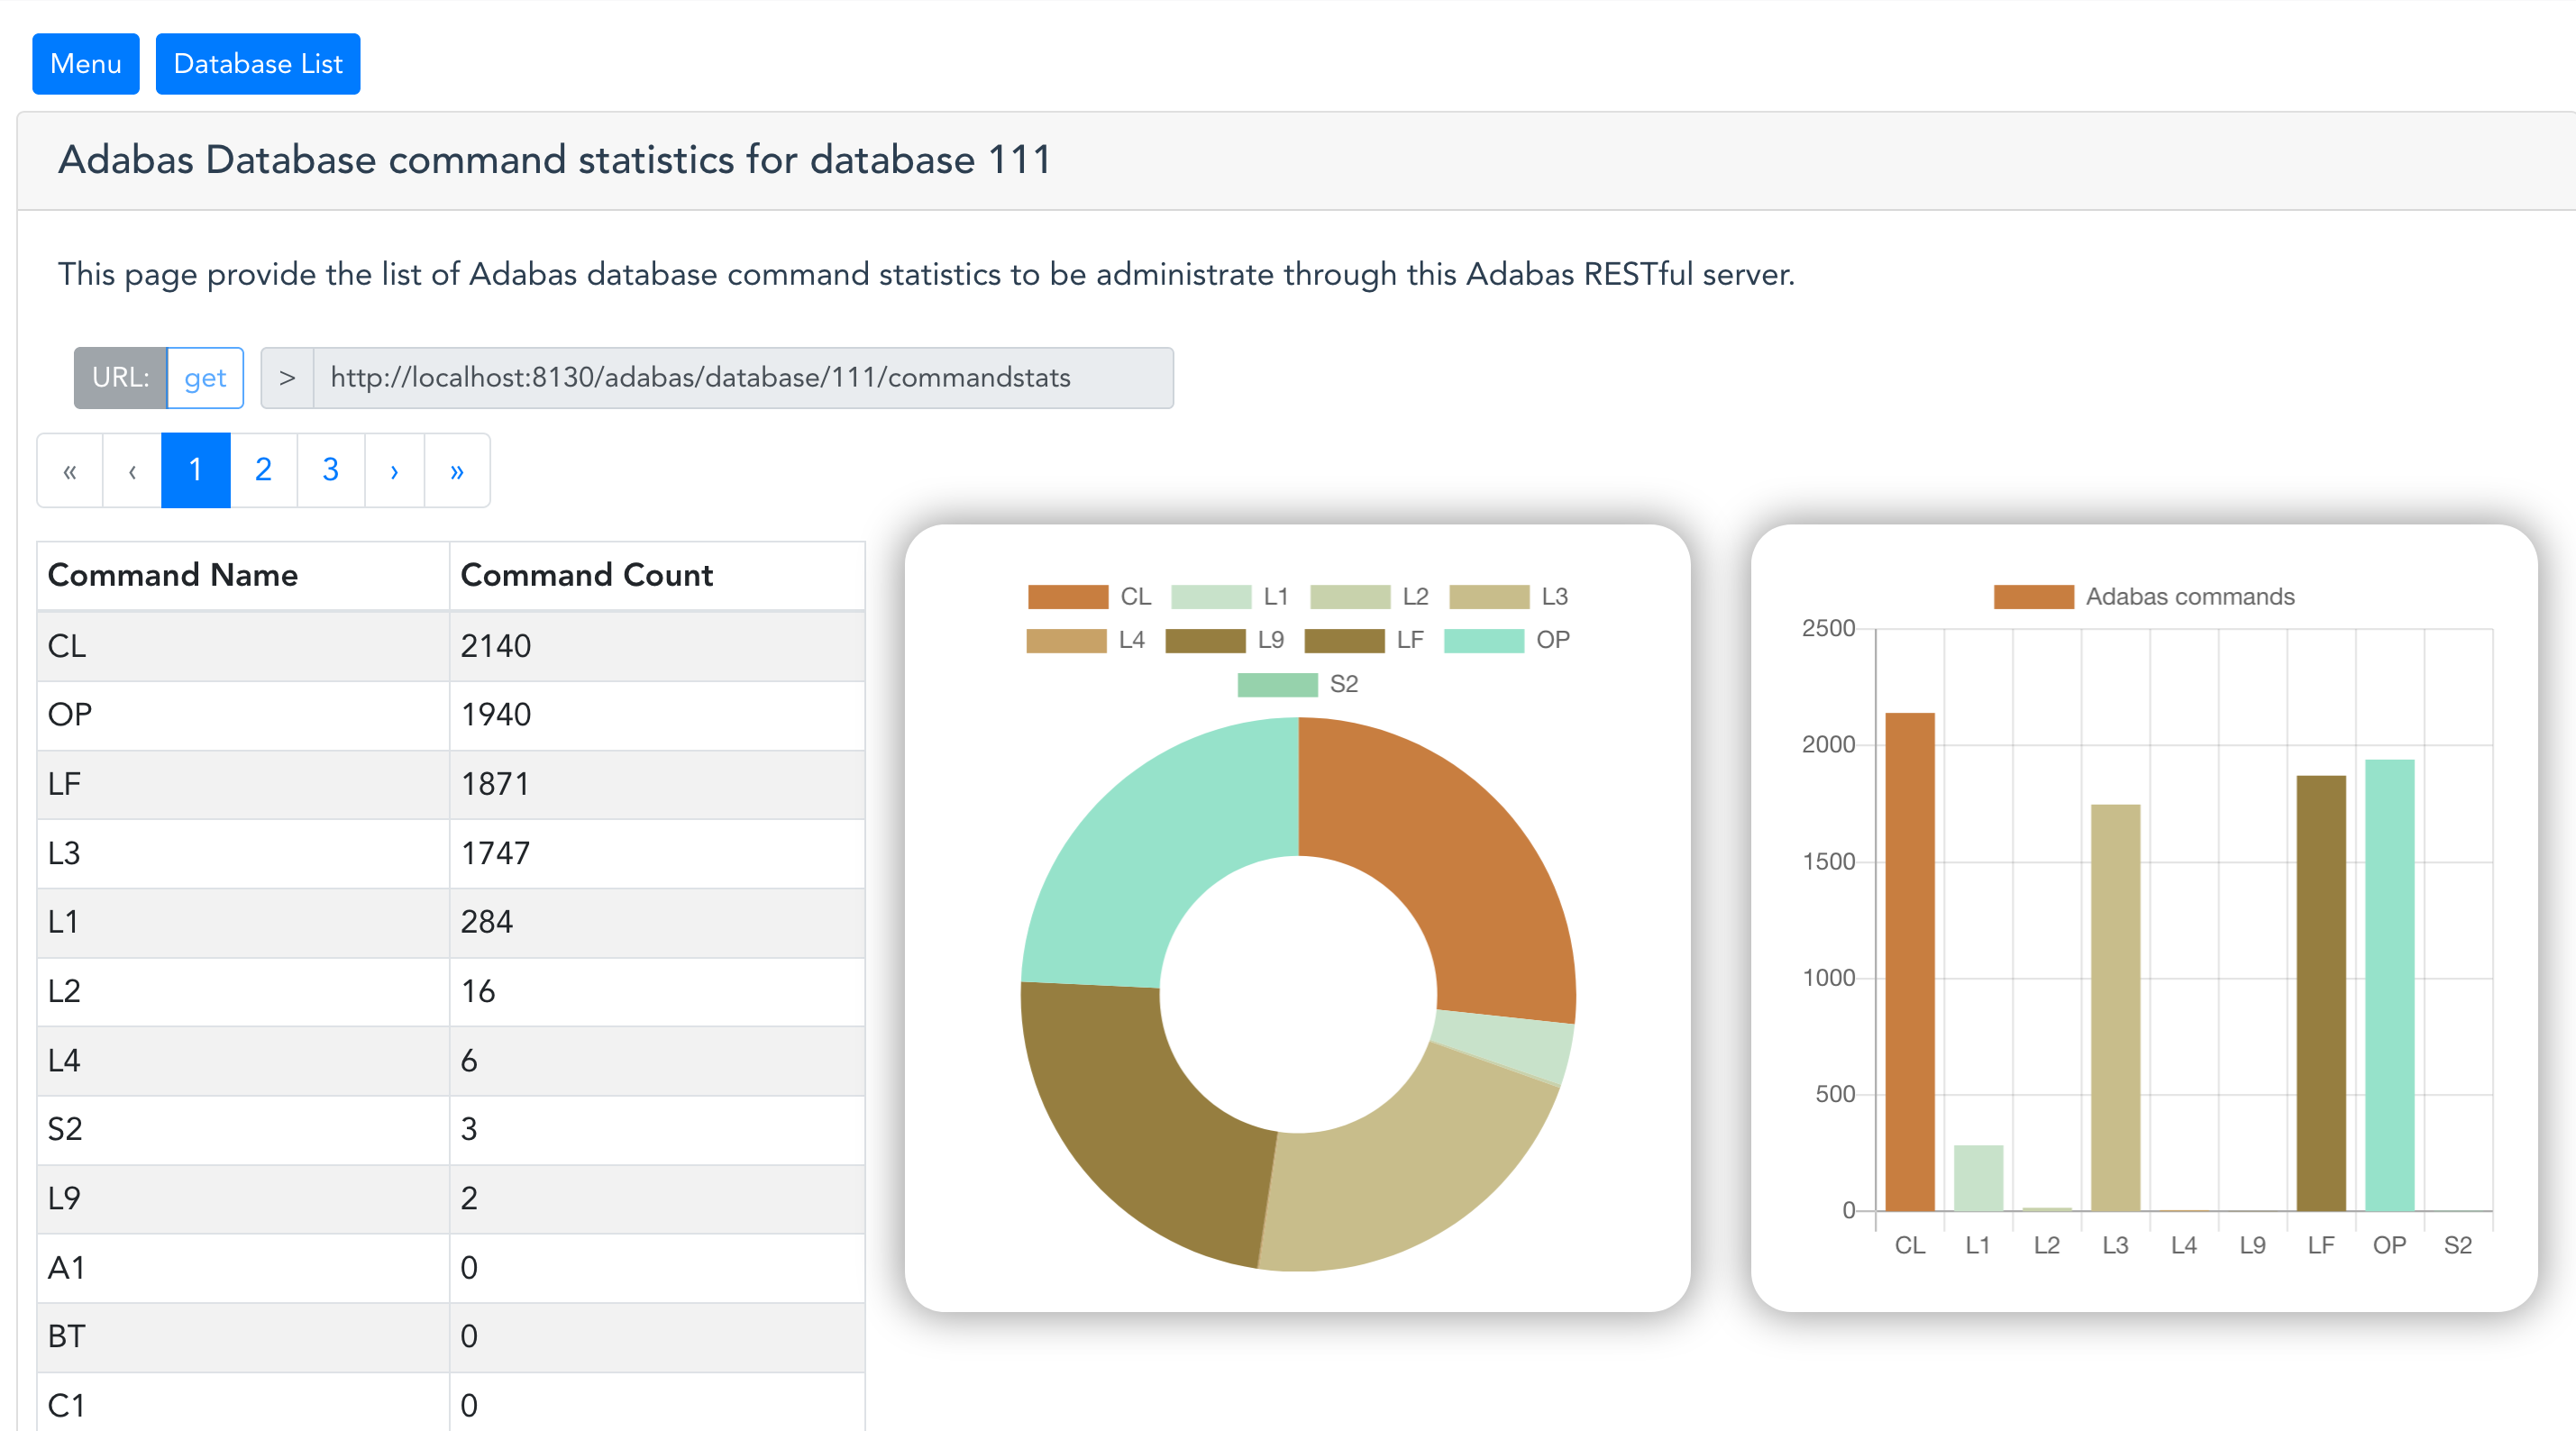 Menu Database List
Adabas Database command statistics for database 111
This page provide the list of Adabas database command statistics to be administrate through this Adabas RESTful server.
URL: get > http://localhost:8130/adabas/database/111/commandstats
« ‹ 1 2 3 › »
Command Name Command Count
CL 2140
OP 1940
LF 1871
L3 1747
L1 284
L2 16
L4 6
S2 3
L9 2
A1 0
BT 0
C1 0
CL L1 L2 L3
L4 L9 LF OP
S2
Adabas commands
2500
2000
1500
1000
500
0
CL L1 L2 L3 L4 L9 LF OP S2